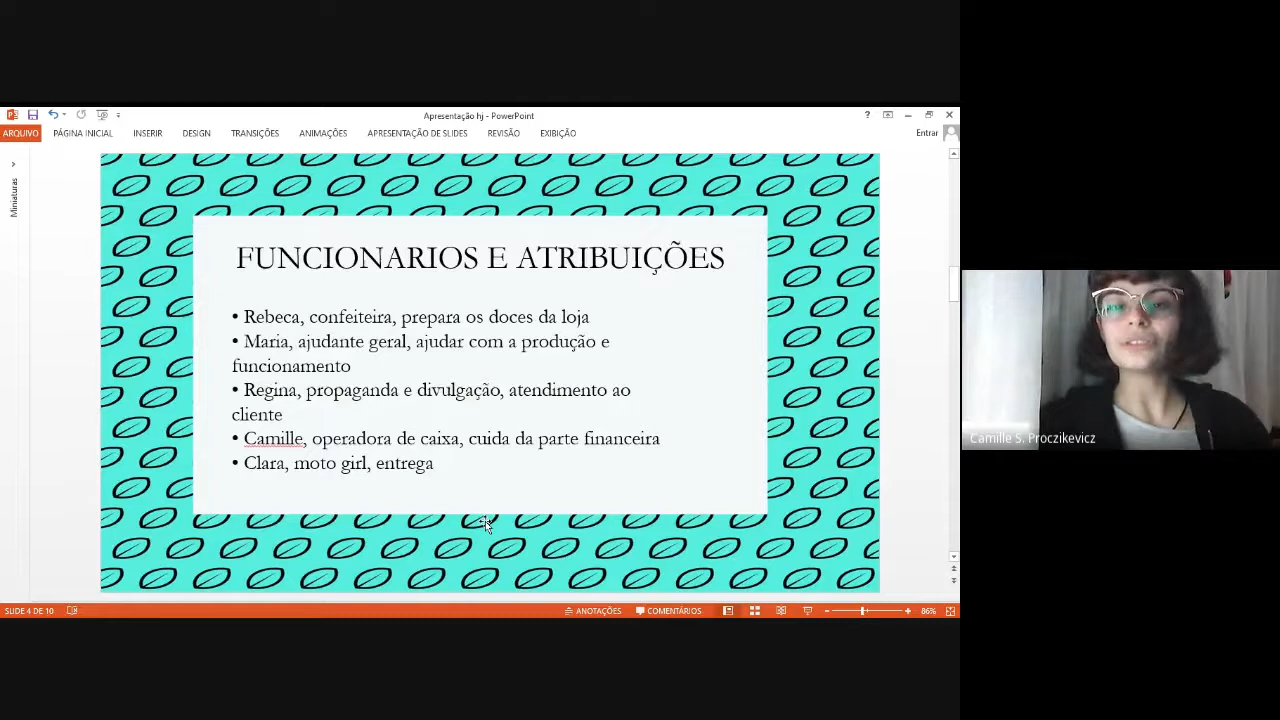 Apresentação hj - PowerPoint
?
ARQUIVO PÁGINA INICIAL INSERIR DESIGN TRANSIÇÕES ANIMAÇÕES APRESENTAÇÃO DE SLIDES REVISÃO EXIBIÇÃO Entrar
Miniaturas
FUNCIONARIOS E ATRIBUIÇÕES
• Rebeca, confeiteira, prepara os doces da loja
• Maria, ajudante geral, ajudar com a produção e
funcionamento
• Regina, propaganda e divulgação, atendimento ao
cliente
• Camille, operadora de caixa, cuida da parte financeira
• Clara, moto girl, entrega
Camille S. Proczikevicz
SLIDE 4 DE 10 ANOTAÇÕES COMENTÁRIOS 86%